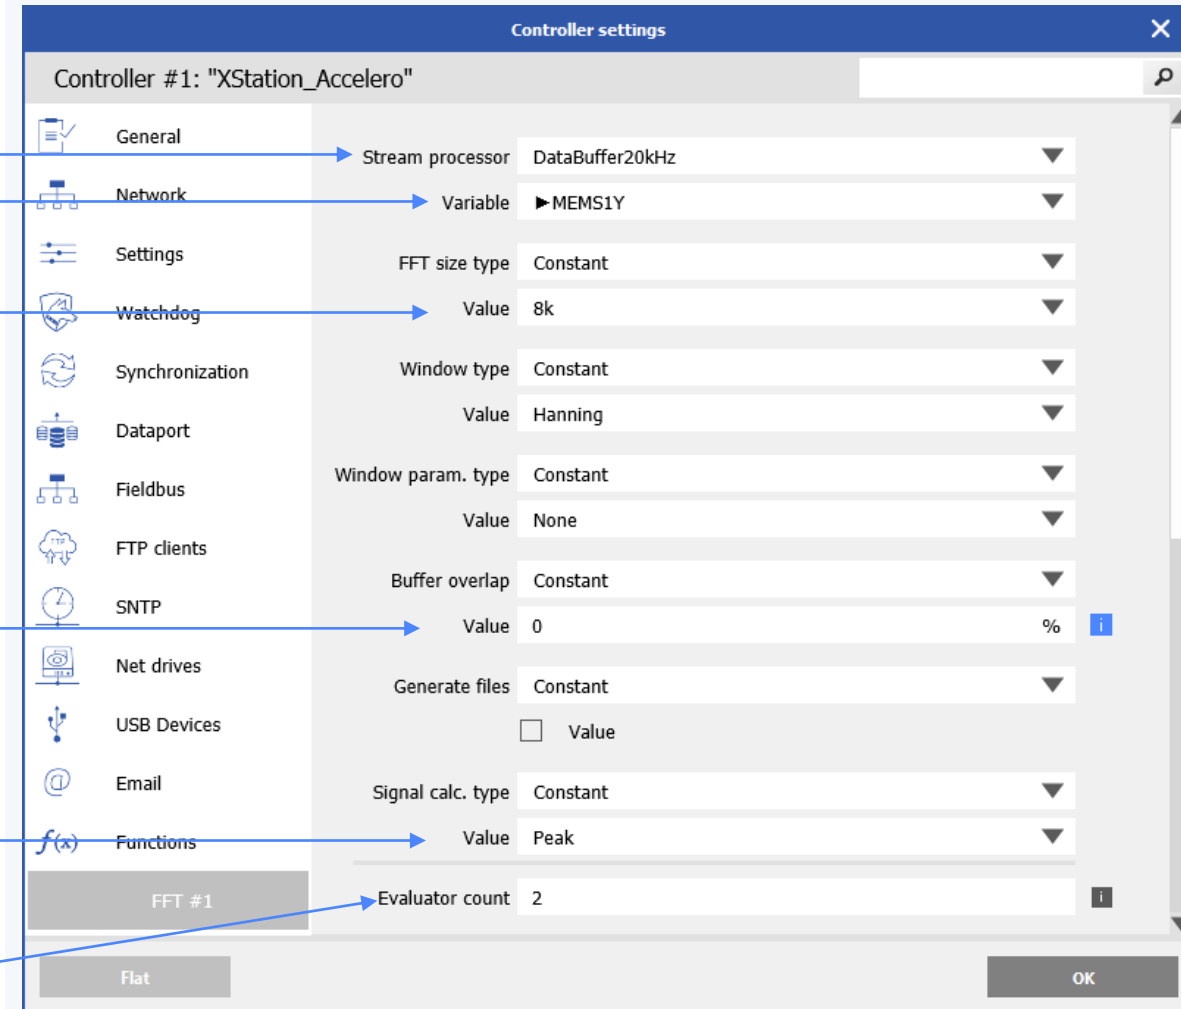 Controller settings
Controller #1: "XStation_Accelero"
General
Network
Settings
Watchdog
Synchronization
Dataport
Fieldbus
FTP clients
SNTP
Net drives
USB Devices
Email
f(x) Functions
FFT #1
Stream processor DataBuffer20kHz
Variable ►MEMS1Y
FFT size type Constant
Value 8k
Window type Constant
Value Hanning
Window param. type Constant
Value None
Buffer overlap Constant
Value 0 % i
Generate files Constant
Value
Signal calc. type Constant
Value Peak
Evaluator count 2 i
Flat
OK